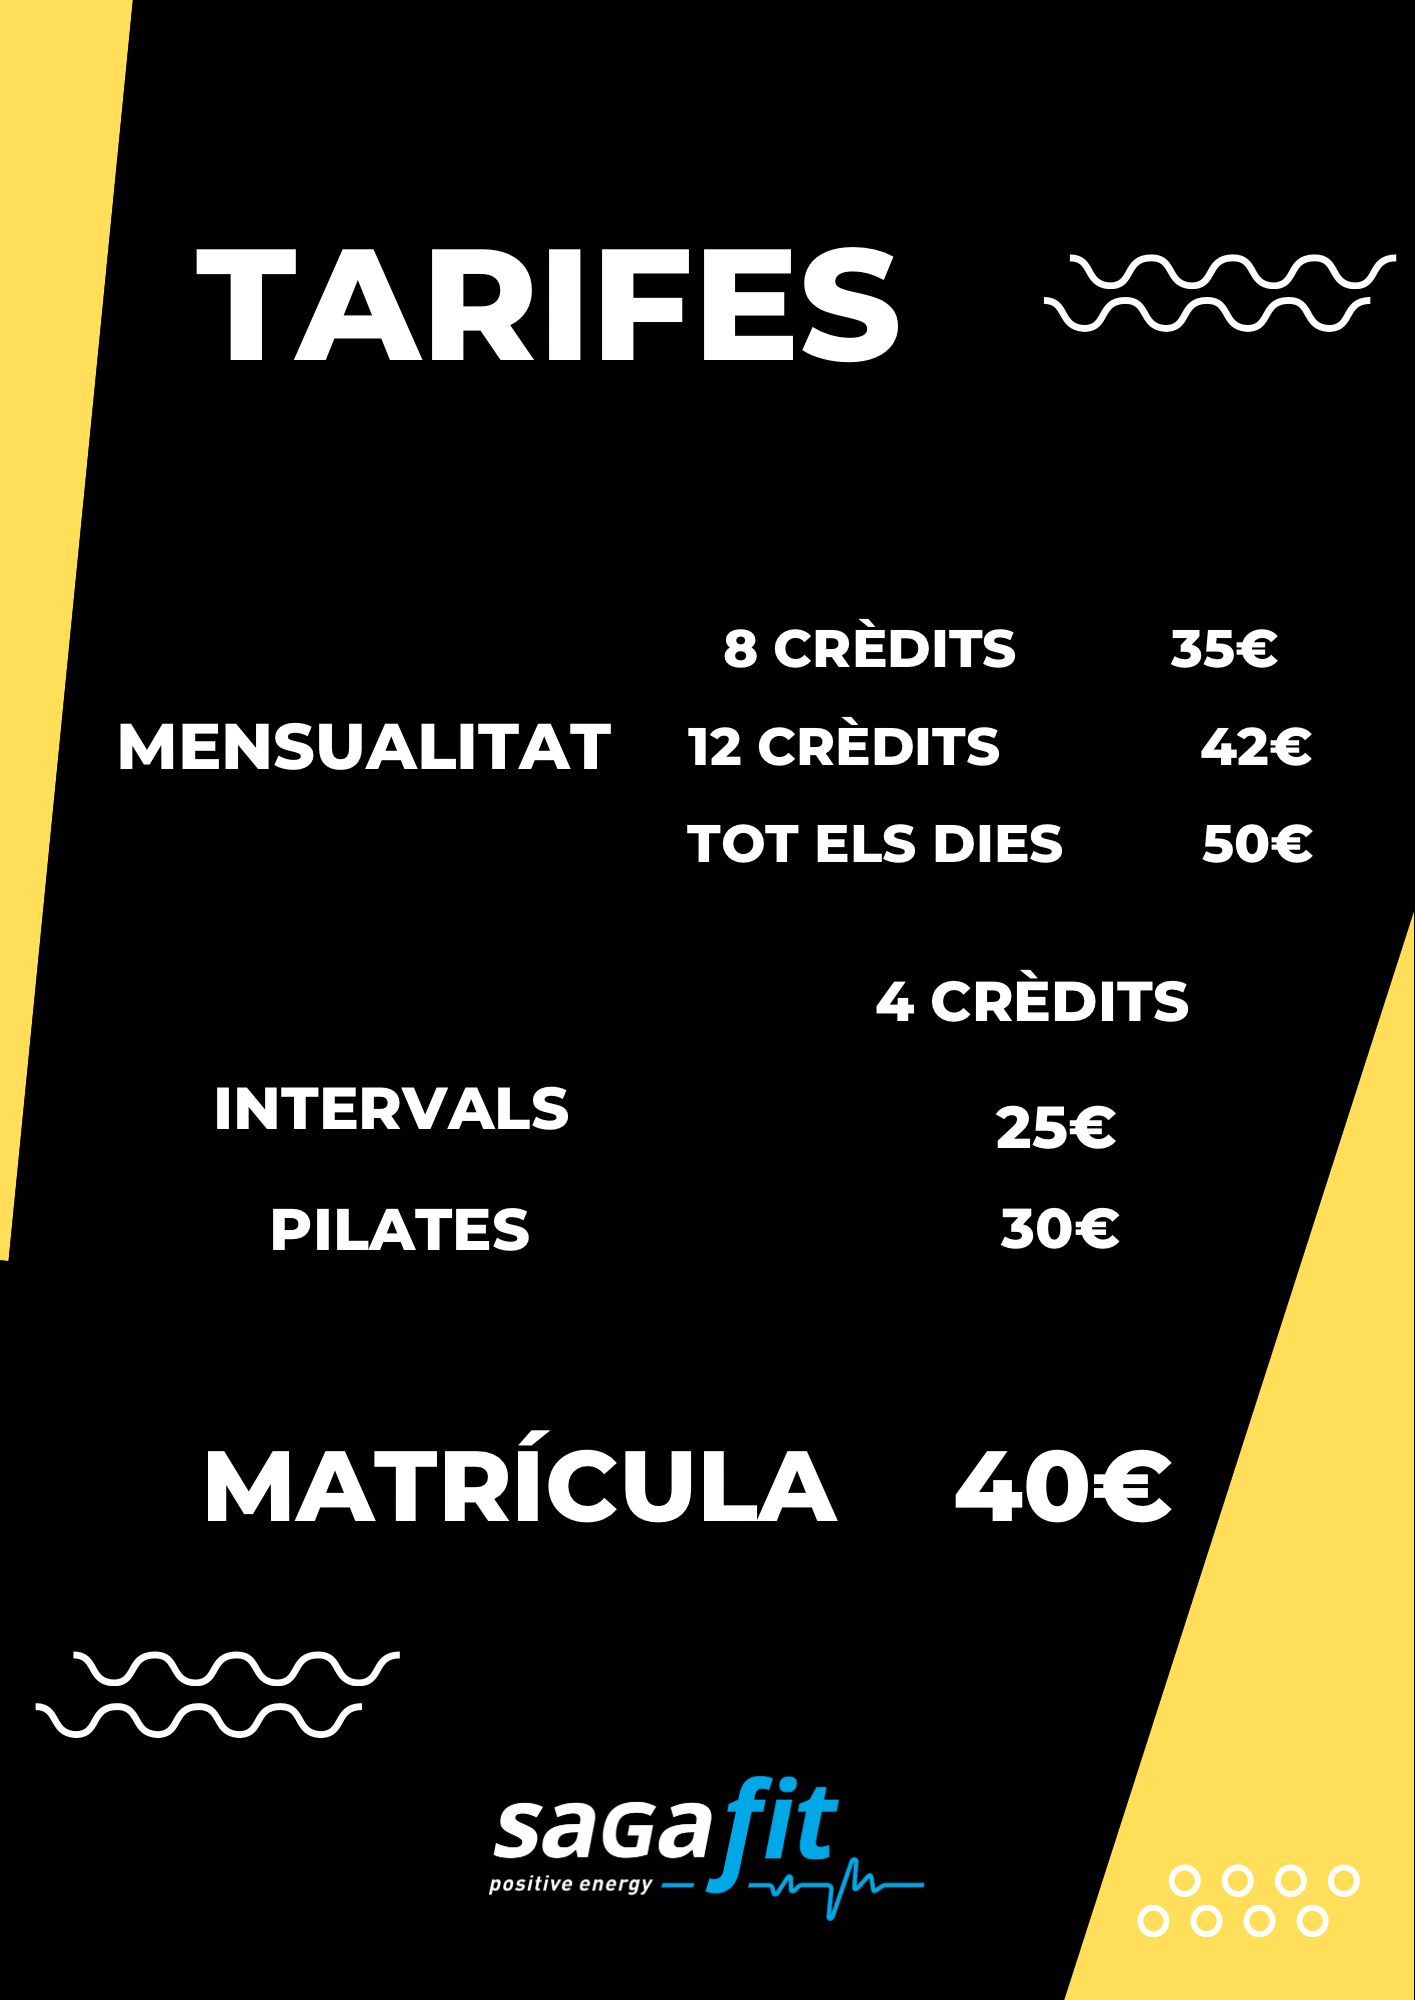 TARIFES
8 CRÈDITS 35€
MENSUALITAT 12 CRÈDITS 42€
TOT ELS DIES 50€
4 CRÈDITS
INTERVALS 25€
PILATES 30€
MATRÍCULA 40€
saGafit
positive energy